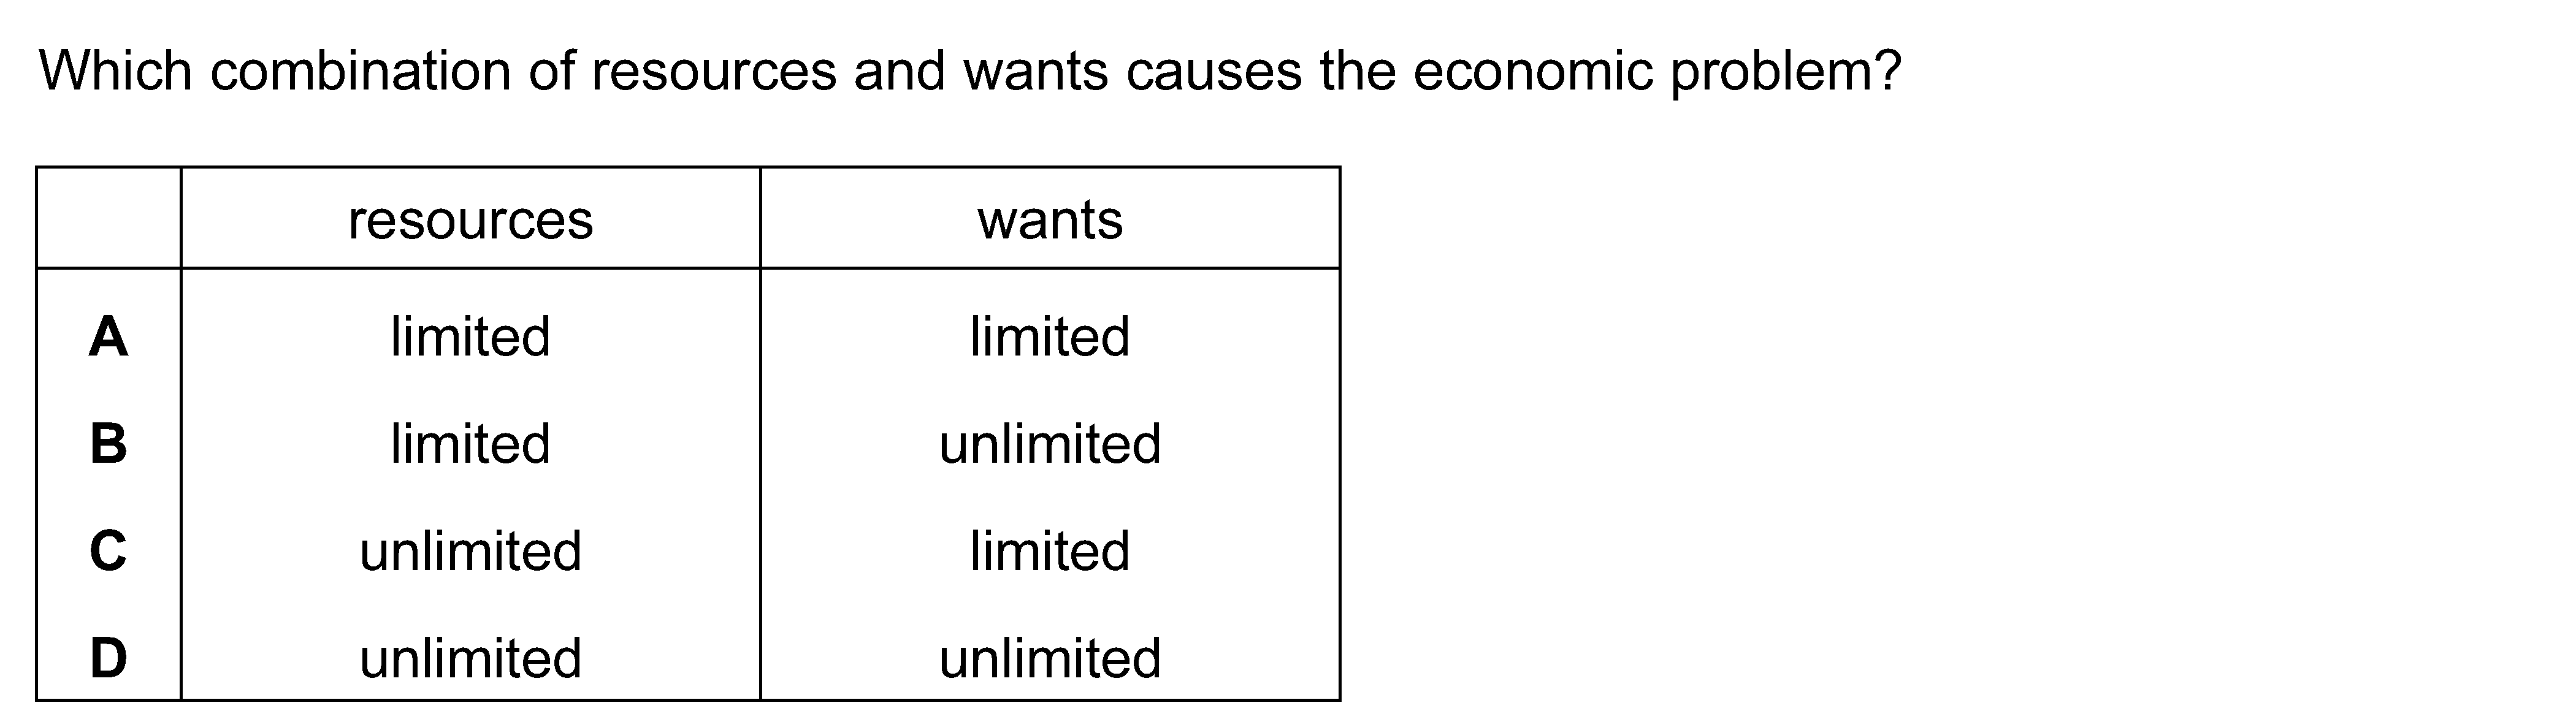 Which combination of resources and wants causes the economic problem?
resources wants
A limited limited
B limited unlimited
C unlimited limited
D unlimited unlimited